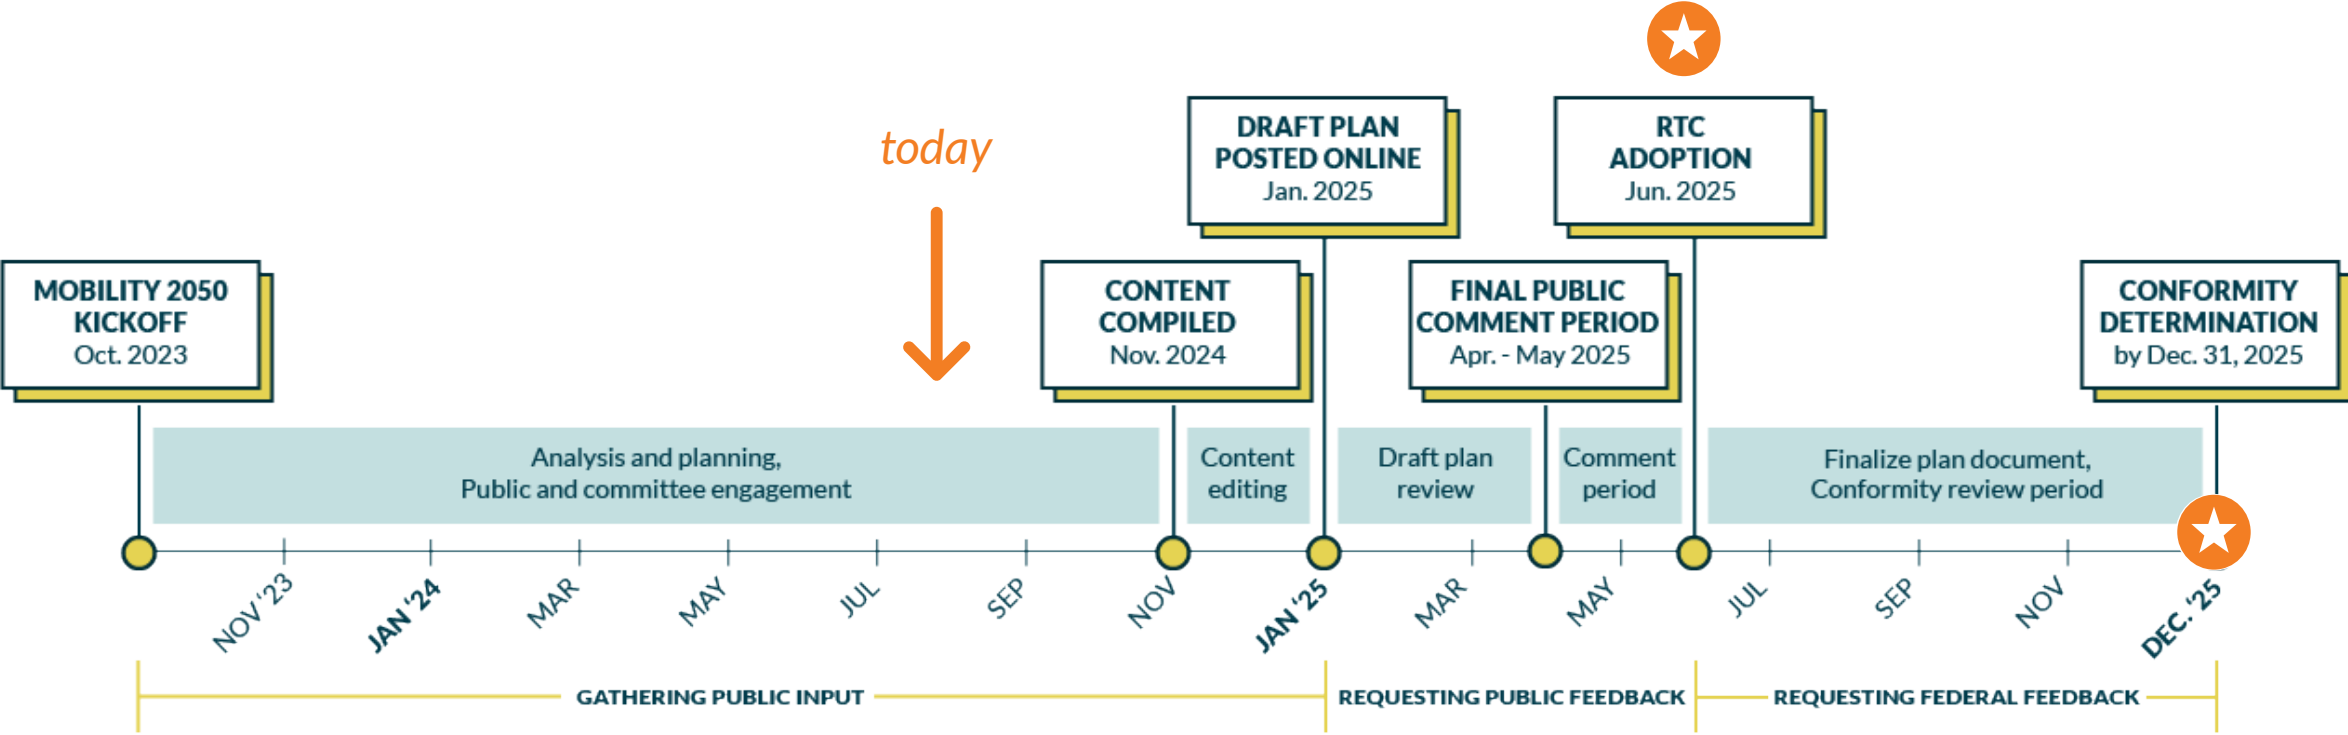 today
DRAFT PLAN
POSTED ONLINE
Jan. 2025
RTC
ADOPTION
Jun. 2025
MOBILITY 2050
KICKOFF
Oct. 2023
CONTENT
COMPILED
Nov. 2024
FINAL PUBLIC
COMMENT PERIOD
Apr. - May 2025
CONFORMITY
DETERMINATION
by Dec. 31, 2025
Analysis and planning,
Public and committee engagement
Content
editing
Draft plan
review
Comment
period
Finalize plan document,
Conformity review period
NOV ‘23
JAN ‘24
MAR
MAY
JUL
SEP
NOV
JAN ‘25
MAR
MAY
JUL
SEP
NOV
DEC. ‘25
GATHERING PUBLIC INPUT
REQUESTING PUBLIC FEEDBACK
REQUESTING FEDERAL FEEDBACK